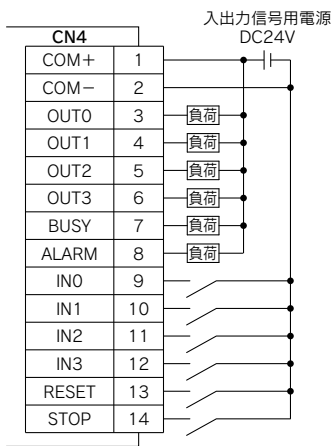 入出力信号用電源
DC24V
CN4
COM+ 1
COM− 2
OUT0 3 負荷
OUT1 4 負荷
OUT2 5 負荷
OUT3 6 負荷
BUSY 7 負荷
ALARM 8 負荷
IN0 9
IN1 10
IN2 11
IN3 12
RESET 13
STOP 14